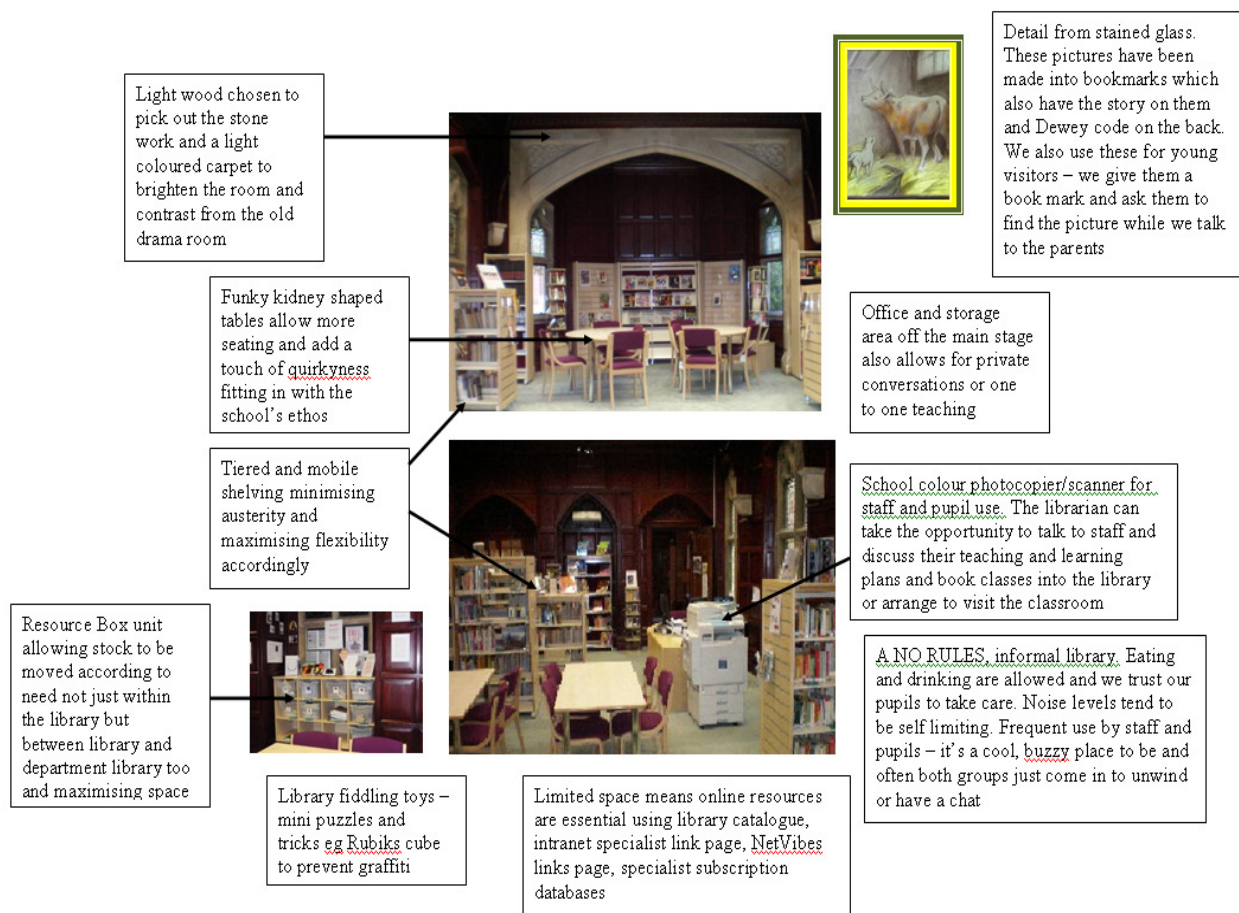 Detail from stained glass.
These pictures have been
made into bookmarks which
also have the story on them
and Dewey code on the back.
We also use these for young
visitors – we give them a
book mark and ask them to
find the picture while we talk
to the parents
Light wood chosen to
pick out the stone
work and a light
coloured carpet to
brighten the room and
contrast from the old
drama room
Funky kidney shaped
tables allow more
seating and add a
touch of quirkyness
fitting in with the
school's ethos
Office and storage
area off the main stage
also allows for private
conversations or one
to one teaching
Tiered and mobile
shelving minimising
austerity and
maximising flexibility
accordingly
School colour photocopier/scanner for
staff and pupil use. The librarian can
take the opportunity to talk to staff and
discuss their teaching and learning
plans and book classes into the library
or arrange to visit the classroom
Resource Box unit
allowing stock to be
moved according to
need not just within
the library but
between library and
department library too
and maximising space
A NO RULES, informal library. Eating
and drinking are allowed and we trust our
pupils to take care. Noise levels tend to
be self limiting. Frequent use by staff and
pupils – it's a cool, buzzy place to be and
often both groups just come in to unwind
or have a chat
Library fiddling toys –
mini puzzles and
tricks eg Rubiks cube
to prevent graffiti
Limited space means online resources
are essential using library catalogue,
intranet specialist link page, NetVibes
links page, specialist subscription
databases